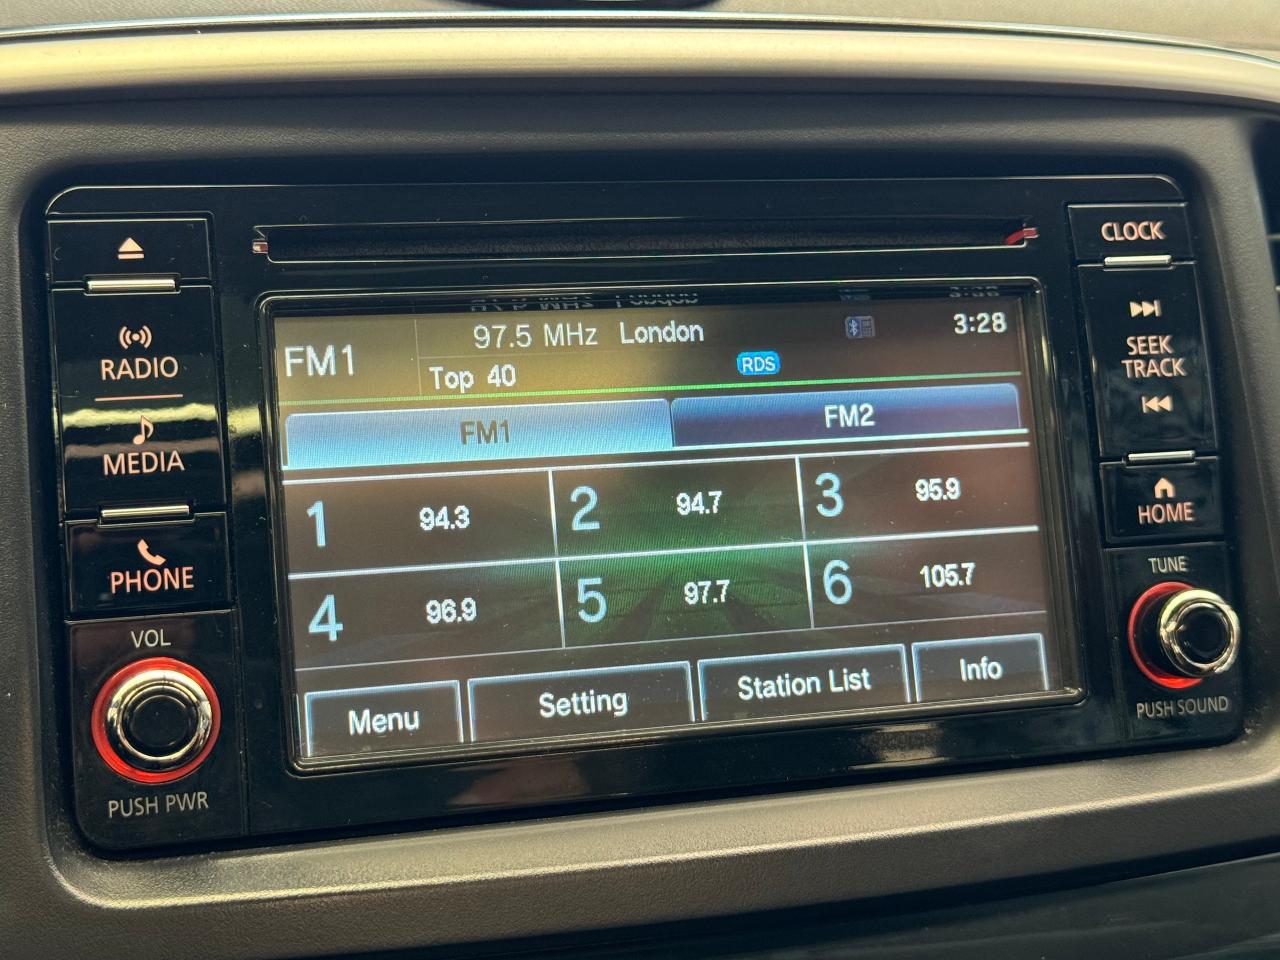 CLOCK
RADIO
MEDIA
PHONE
VOL
PUSH PWR
FM1
97.5 MHz London
3:28
Top 40
RDS
FM1
FM2
1 94.3
2 94.7
3 95.9
4 96.9
5 97.7
6 105.7
Menu
Setting
Station List
Info
SEEK
TRACK
HOME
TUNE
PUSH SOUND